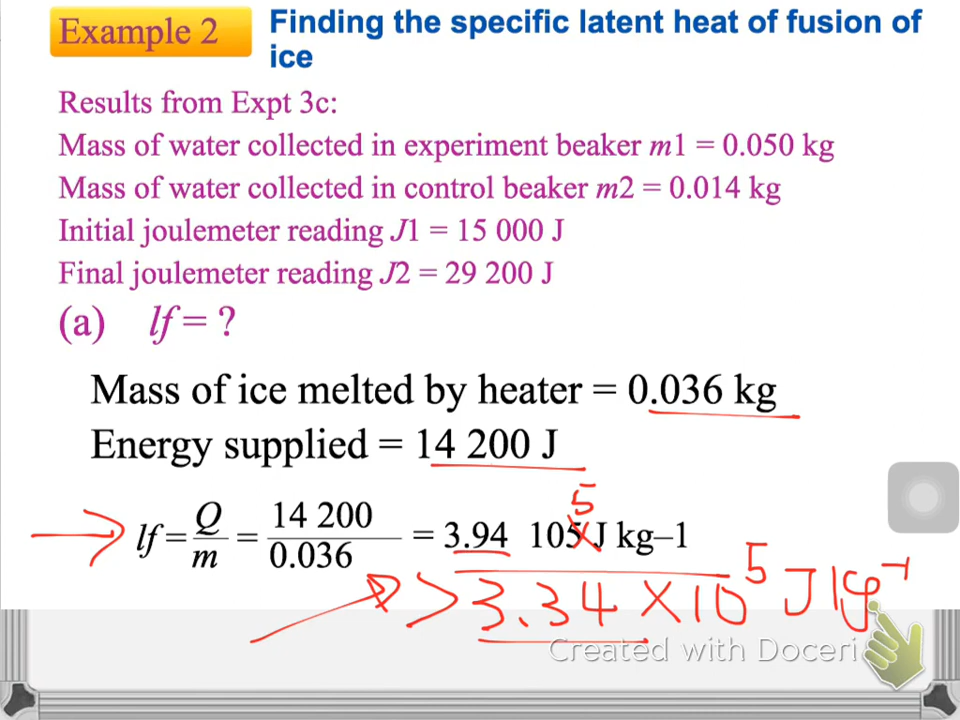 Example 2
Finding the specific latent heat of fusion of
ice
Results from Expt 3c:
Mass of water collected in experiment beaker m1 = 0.050 kg
Mass of water collected in control beaker m2 = 0.014 kg
Initial joulemeter reading J1 = 15 000 J
Final joulemeter reading J2 = 29 200 J
(a) lf = ?
Mass of ice melted by heater = 0.036 kg
Energy supplied = 14 200 J
5
lf = Q/m = 14 200/0.036 = 3.94 105 J kg–1
> 3.34 × 10^5 J kg^-1
Created with Doceri